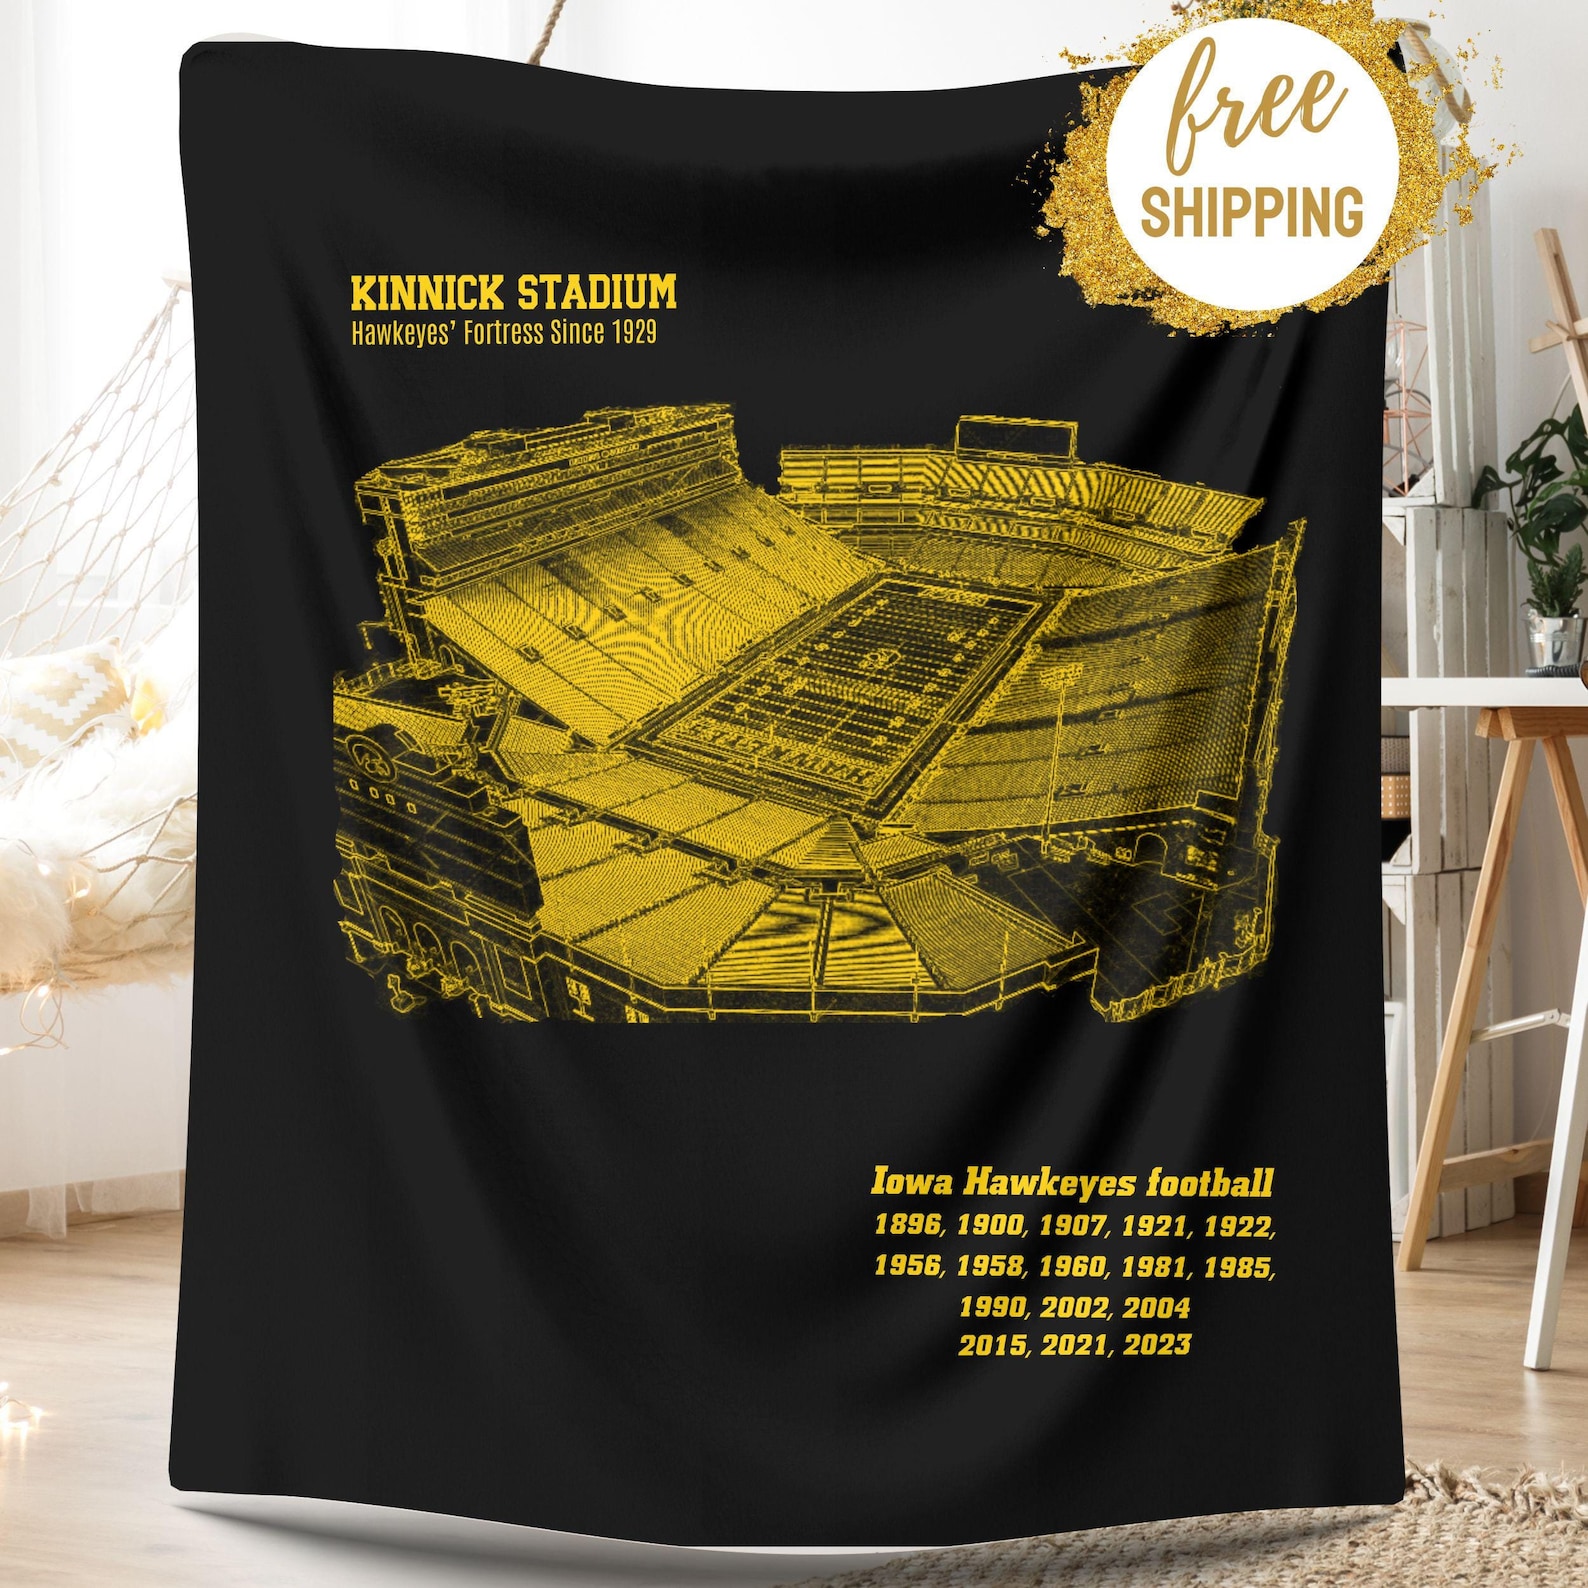 free
SHIPPING
KINNICK STADIUM
Hawkeyes’ Fortress Since 1929
HAWKEYES
Iowa Hawkeyes football
1896, 1900, 1907, 1921, 1922,
1956, 1958, 1960, 1981, 1985,
1990, 2002, 2004
2015, 2021, 2023